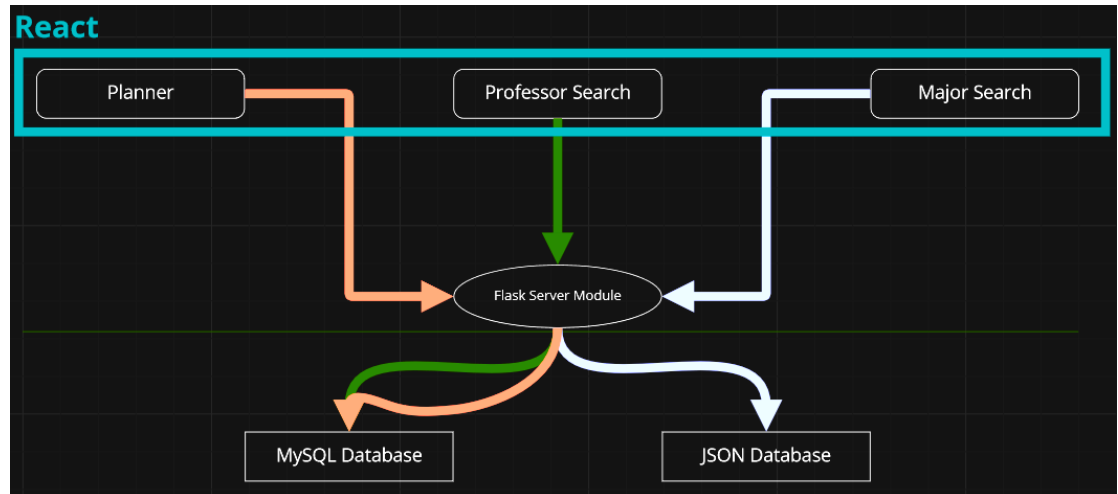 React
Planner
Professor Search
Major Search
Flask Server Module
MySQL Database
JSON Database